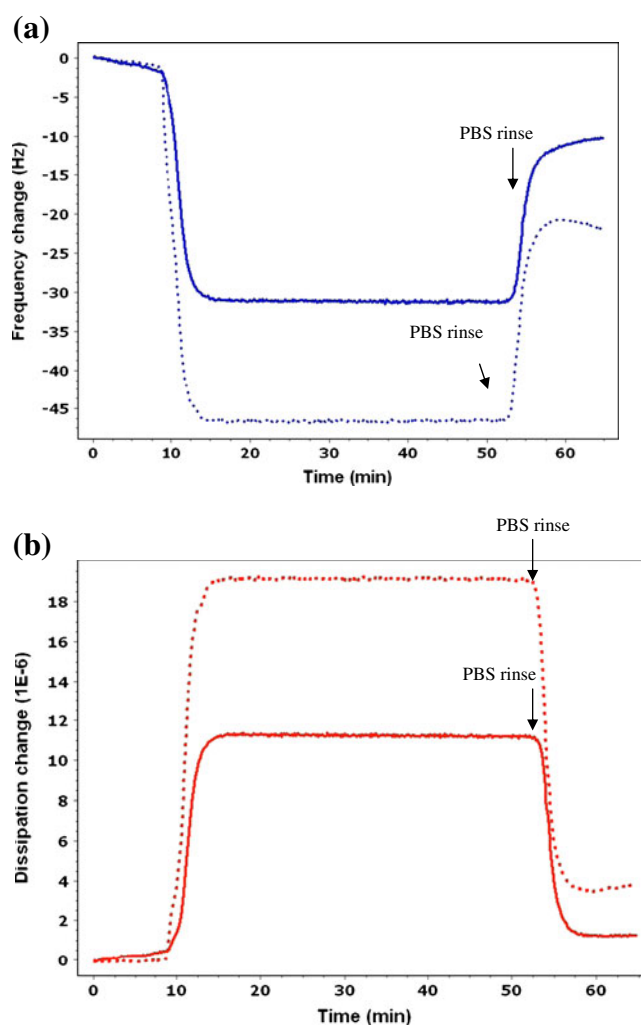 (a)
0
-5
-10
-15
-20
-25
-30
-35
-40
-45
Frequency change (Hz)
PBS rinse
PBS rinse
0 10 20 30 40 50 60
Time (min)
(b)
PBS rinse
18
16
14
12
10
8
6
4
2
0
Dissipation change (1E-6)
PBS rinse
0 10 20 30 40 50 60
Time (min)